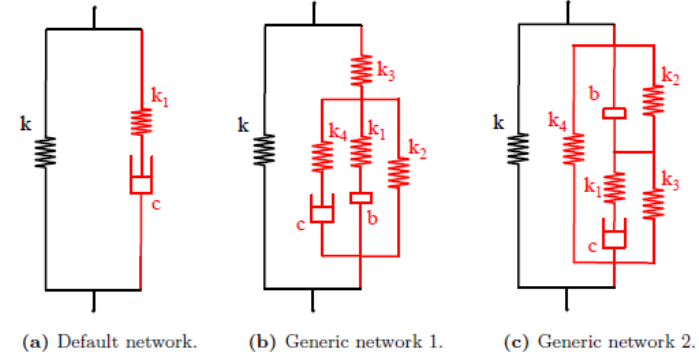 k
k₁
c
k
k₃
k₄
k₁
k₂
c
b
k
k₄
b
k₂
k₁
k₃
c
(a) Default network. (b) Generic network 1. (c) Generic network 2.